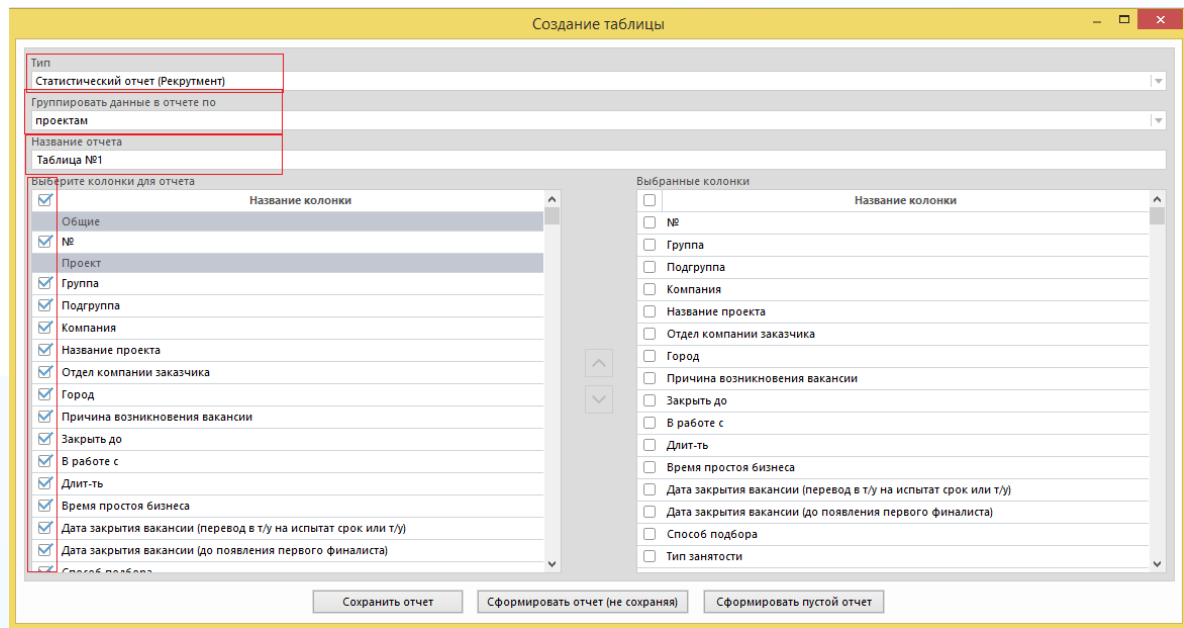 Создание таблицы
Тип
Статистический отчет (Рекрутмент)
Группировать данные в отчете по
проектам
Название отчета
Таблица №1
Выберите колонки для отчета
Название колонки
Общие
№
Проект
Группа
Подгруппа
Компания
Название проекта
Отдел компании заказчика
Город
Причина возникновения вакансии
Закрыть до
В работе с
Длит-ть
Время простоя бизнеса
Дата закрытия вакансии (перевод в т/у на испытат срок или т/у)
Дата закрытия вакансии (до появления первого финалиста)
Способ подбора
Выбранные колонки
Название колонки
№
Группа
Подгруппа
Компания
Название проекта
Отдел компании заказчика
Город
Причина возникновения вакансии
Закрыть до
В работе с
Длит-ть
Время простоя бизнеса
Дата закрытия вакансии (перевод в т/у на испытат срок или т/у)
Дата закрытия вакансии (до появления первого финалиста)
Способ подбора
Тип занятости
Сохранить отчет
Сформировать отчет (не сохраняя)
Сформировать пустой отчет